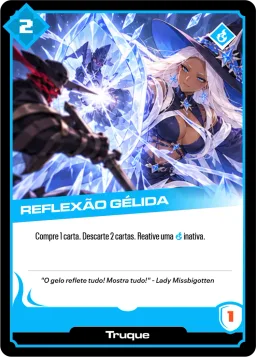 2
REFLEXÃO GÉLIDA
Compre 1 carta. Descarte 2 cartas. Reative uma inativa.
"O gelo reflete tudo! Mostra tudo!" - Lady Missbigotten
1
Truque